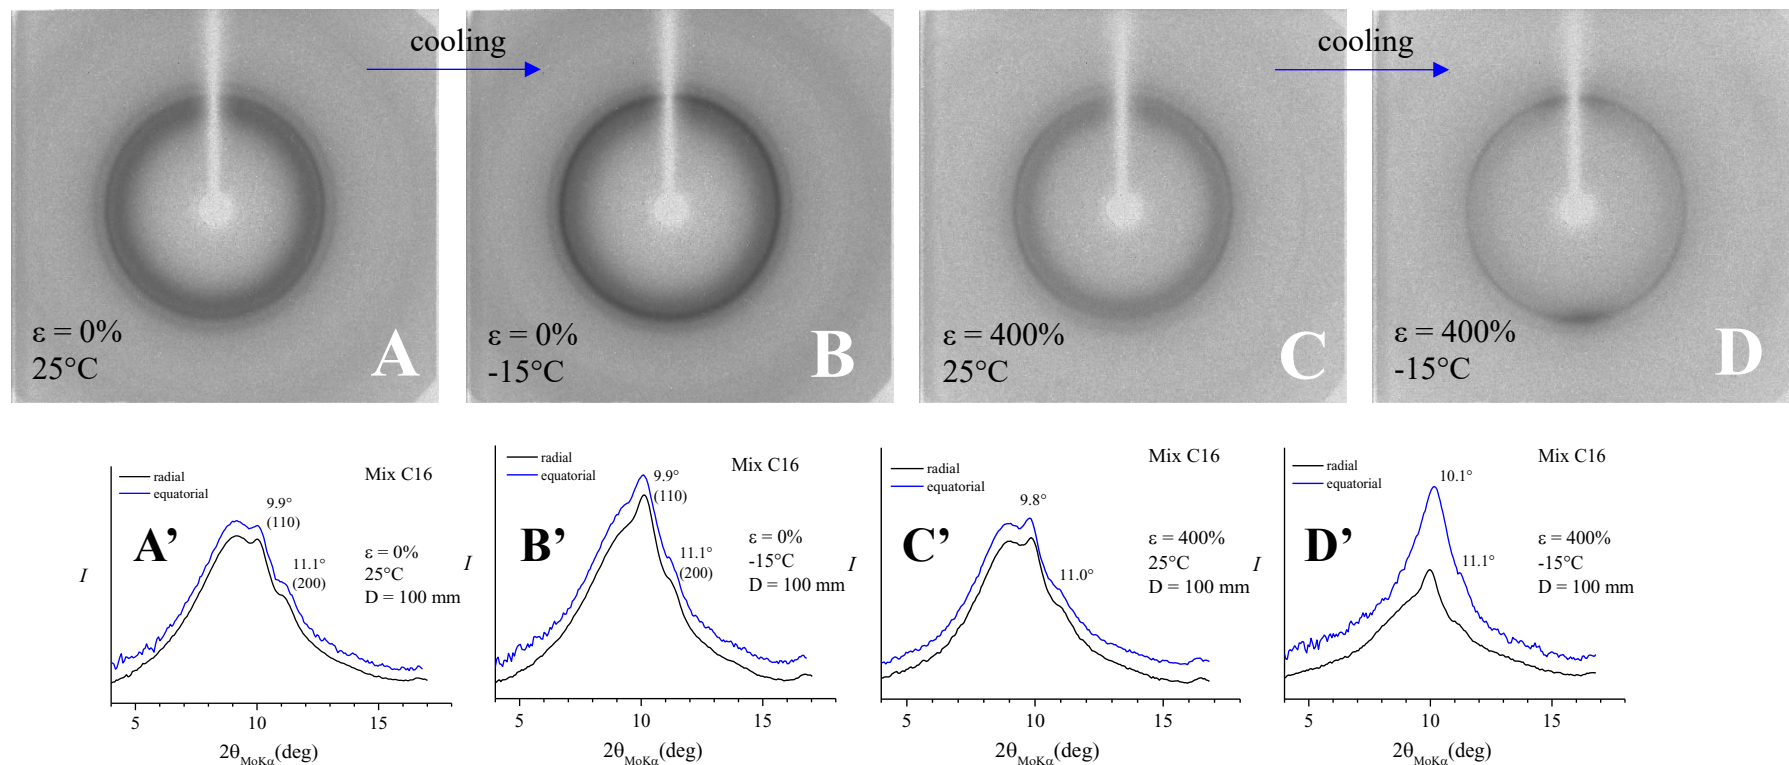 cooling
cooling
ε = 0%
25°C
A
ε = 0%
-15°C
B
ε = 400%
25°C
C
ε = 400%
-15°C
D
radial
equatorial
Mix C16
A’
9.9°
(110)
11.1°
(200)
ε = 0%
25°C
D = 100 mm
I
5
10
15
2θMoKα(deg)
radial
equatorial
Mix C16
B’
9.9°
(110)
11.1°
(200)
ε = 0%
-15°C
D = 100 mm
I
5
10
15
2θMoKα(deg)
radial
equatorial
Mix C16
C’
9.8°
11.0°
ε = 400%
25°C
D = 100 mm
I
5
10
15
2θMoKα(deg)
radial
equatorial
Mix C16
D’
10.1°
11.1°
ε = 400%
-15°C
D = 100 mm
I
5
10
15
2θMoKα(deg)